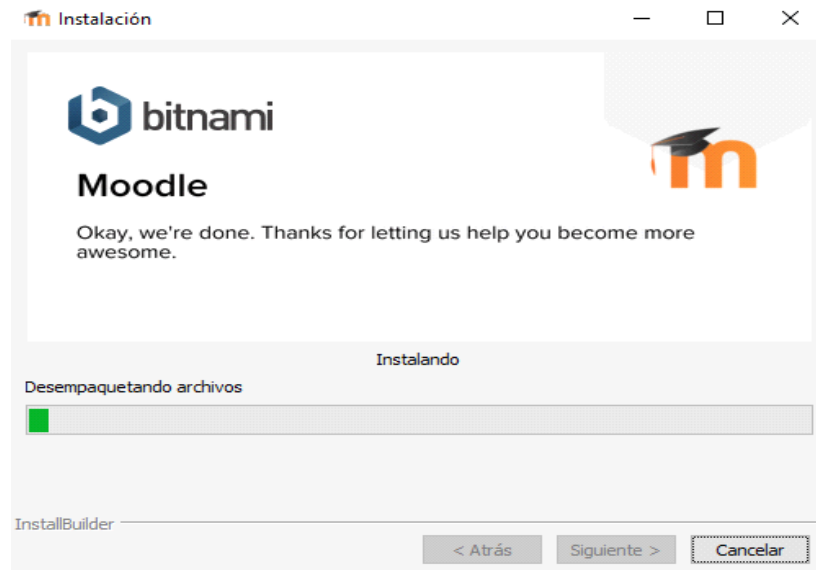 Instalación
bitnami
Moodle
Okay, we're done. Thanks for letting us help you become more
awesome.
Instalando
Desempaquetando archivos
InstallBuilder
< Atrás
Siguiente >
Cancelar